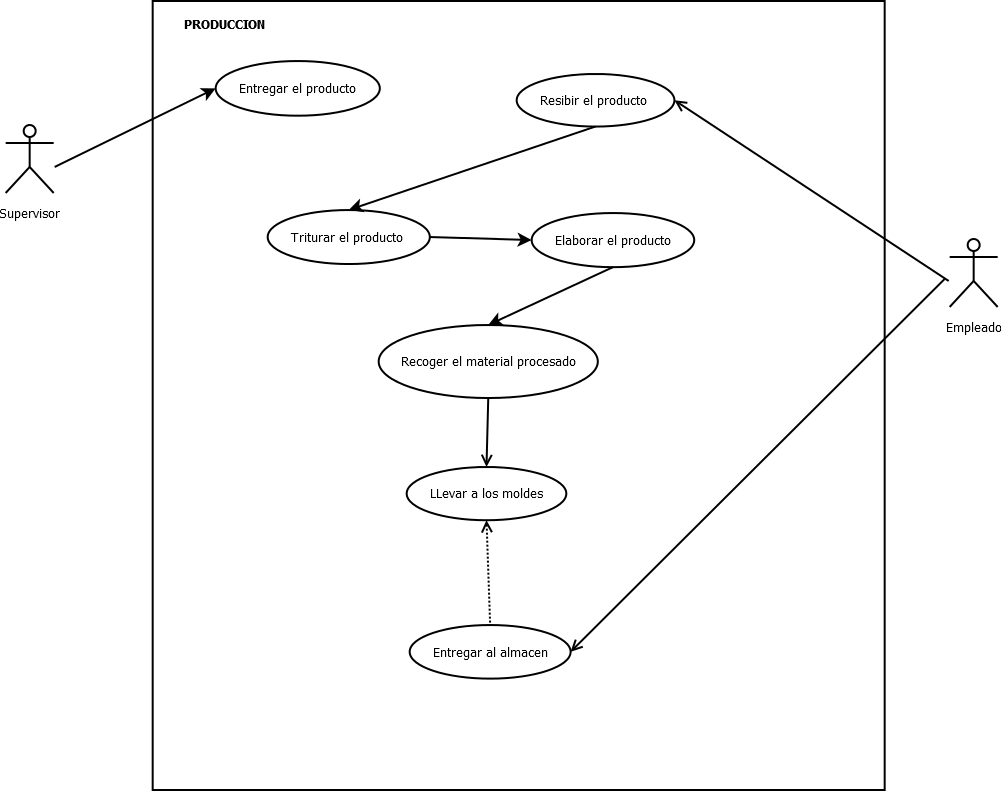 PRODUCCION
Entregar el producto
Resibir el producto
Supervisor
Triturar el producto
Elaborar el producto
Empleado
Recoger el material procesado
LLevar a los moldes
Entregar al almacen